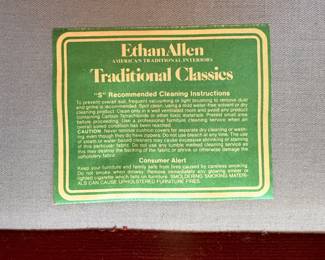 Ethan Allen
AMERICAN TRADITIONAL INTERIORS
Traditional Classics
"S" Recommended Cleaning Instructions
To prevent overall soil, frequent vacuuming or light brushing to remove dust
and grime is recommended. Spot clean using a mild water-free solvent or dry
cleaning product. Clean only in a well ventilated room and avoid any product
containing Carbon Tetrachloride or other toxic materials. Pretest small area
before proceeding. Use a professional furniture cleaning service when an
overall soiled condition has been reached.
CAUTION: Never remove cushion covers for separate dry cleaning or wash-
ing even though they do have zippers. Do not use bleach at any time. The use
of steam or water-based cleaners may cause excessive shrinking or staining
of this particular fabric. Do not use any tumble method cleaning service as
this may destroy the backing of the fabric or shrink or otherwise damage the
upholstery fabric.
Consumer Alert
Keep your furniture and family safe from fires caused by careless smoking.
Do not smoke when drowsy. Remove immediately any glowing ember or
lighted cigarette which falls on furniture. SMOLDERING SMOKING MATERI-
ALS CAN CAUSE UPHOLSTERED FURNITURE FIRES.